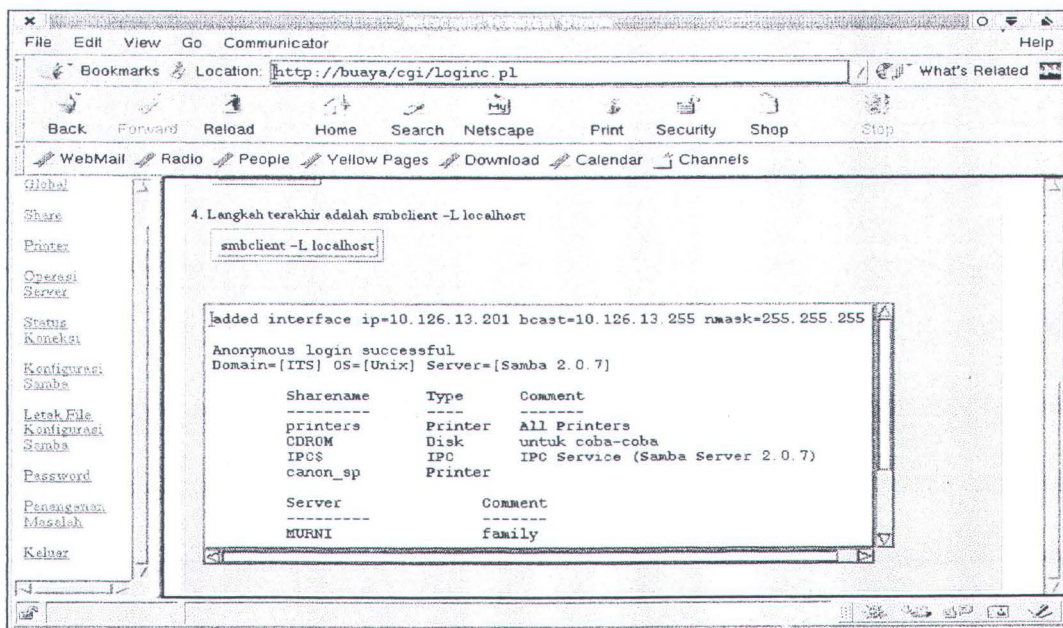 File Edit View Go Communicator Help
Bookmarks Location: http://buaya/cgi/loginc.pl What's Related
Back Forward Reload Home Search Netscape Print Security Shop Stop
My
WebMail Radio People Yellow Pages Download Calendar Channels
Global
Share
Printer
Operasi
Server
Status
Koneksi
Konfigurasi
Samba
Letak File
Konfigurasi
Samba
Password
Penanganan
Masalah
Keluar
4. Langkah terakhir adalah smbclient -L localhost
smbclient -L localhost
added interface ip=10.126.13.201 bcast=10.126.13.255 nmask=255.255.255
Anonymous login successful
Domain=[ITS] OS=[Unix] Server=[Samba 2.0.7]
Sharename Type Comment
--------- ---- -------
printers Printer All Printers
CDROM Disk untuk coba-coba
IPC$ IPC IPC Service (Samba Server 2.0.7)
canon_sp Printer
Server Comment
--------- -------
MURNI family